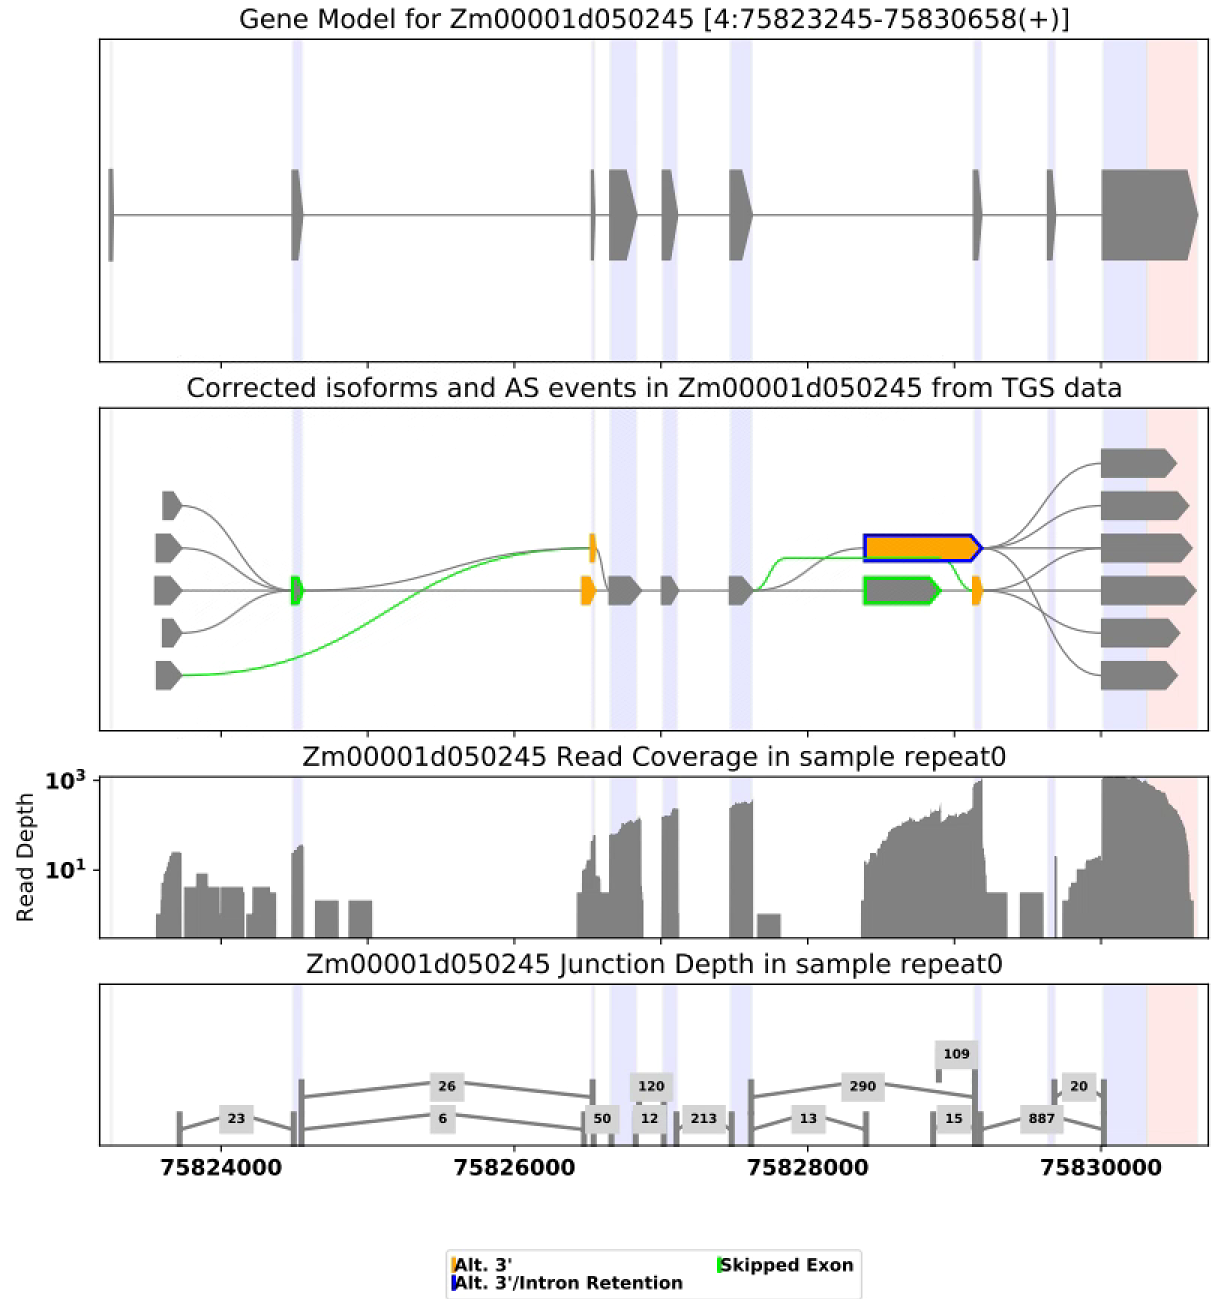 Gene Model for Zm00001d050245 [4:75823245-75830658(+)]
Corrected isoforms and AS events in Zm00001d050245 from TGS data
Zm00001d050245 Read Coverage in sample repeat0
10³
10¹
Read Depth
Zm00001d050245 Junction Depth in sample repeat0
109
26 120 290 20
23 6 50 12 213 13 15 887
75824000 75826000 75828000 75830000
Alt. 3' Skipped Exon
Alt. 3'/Intron Retention